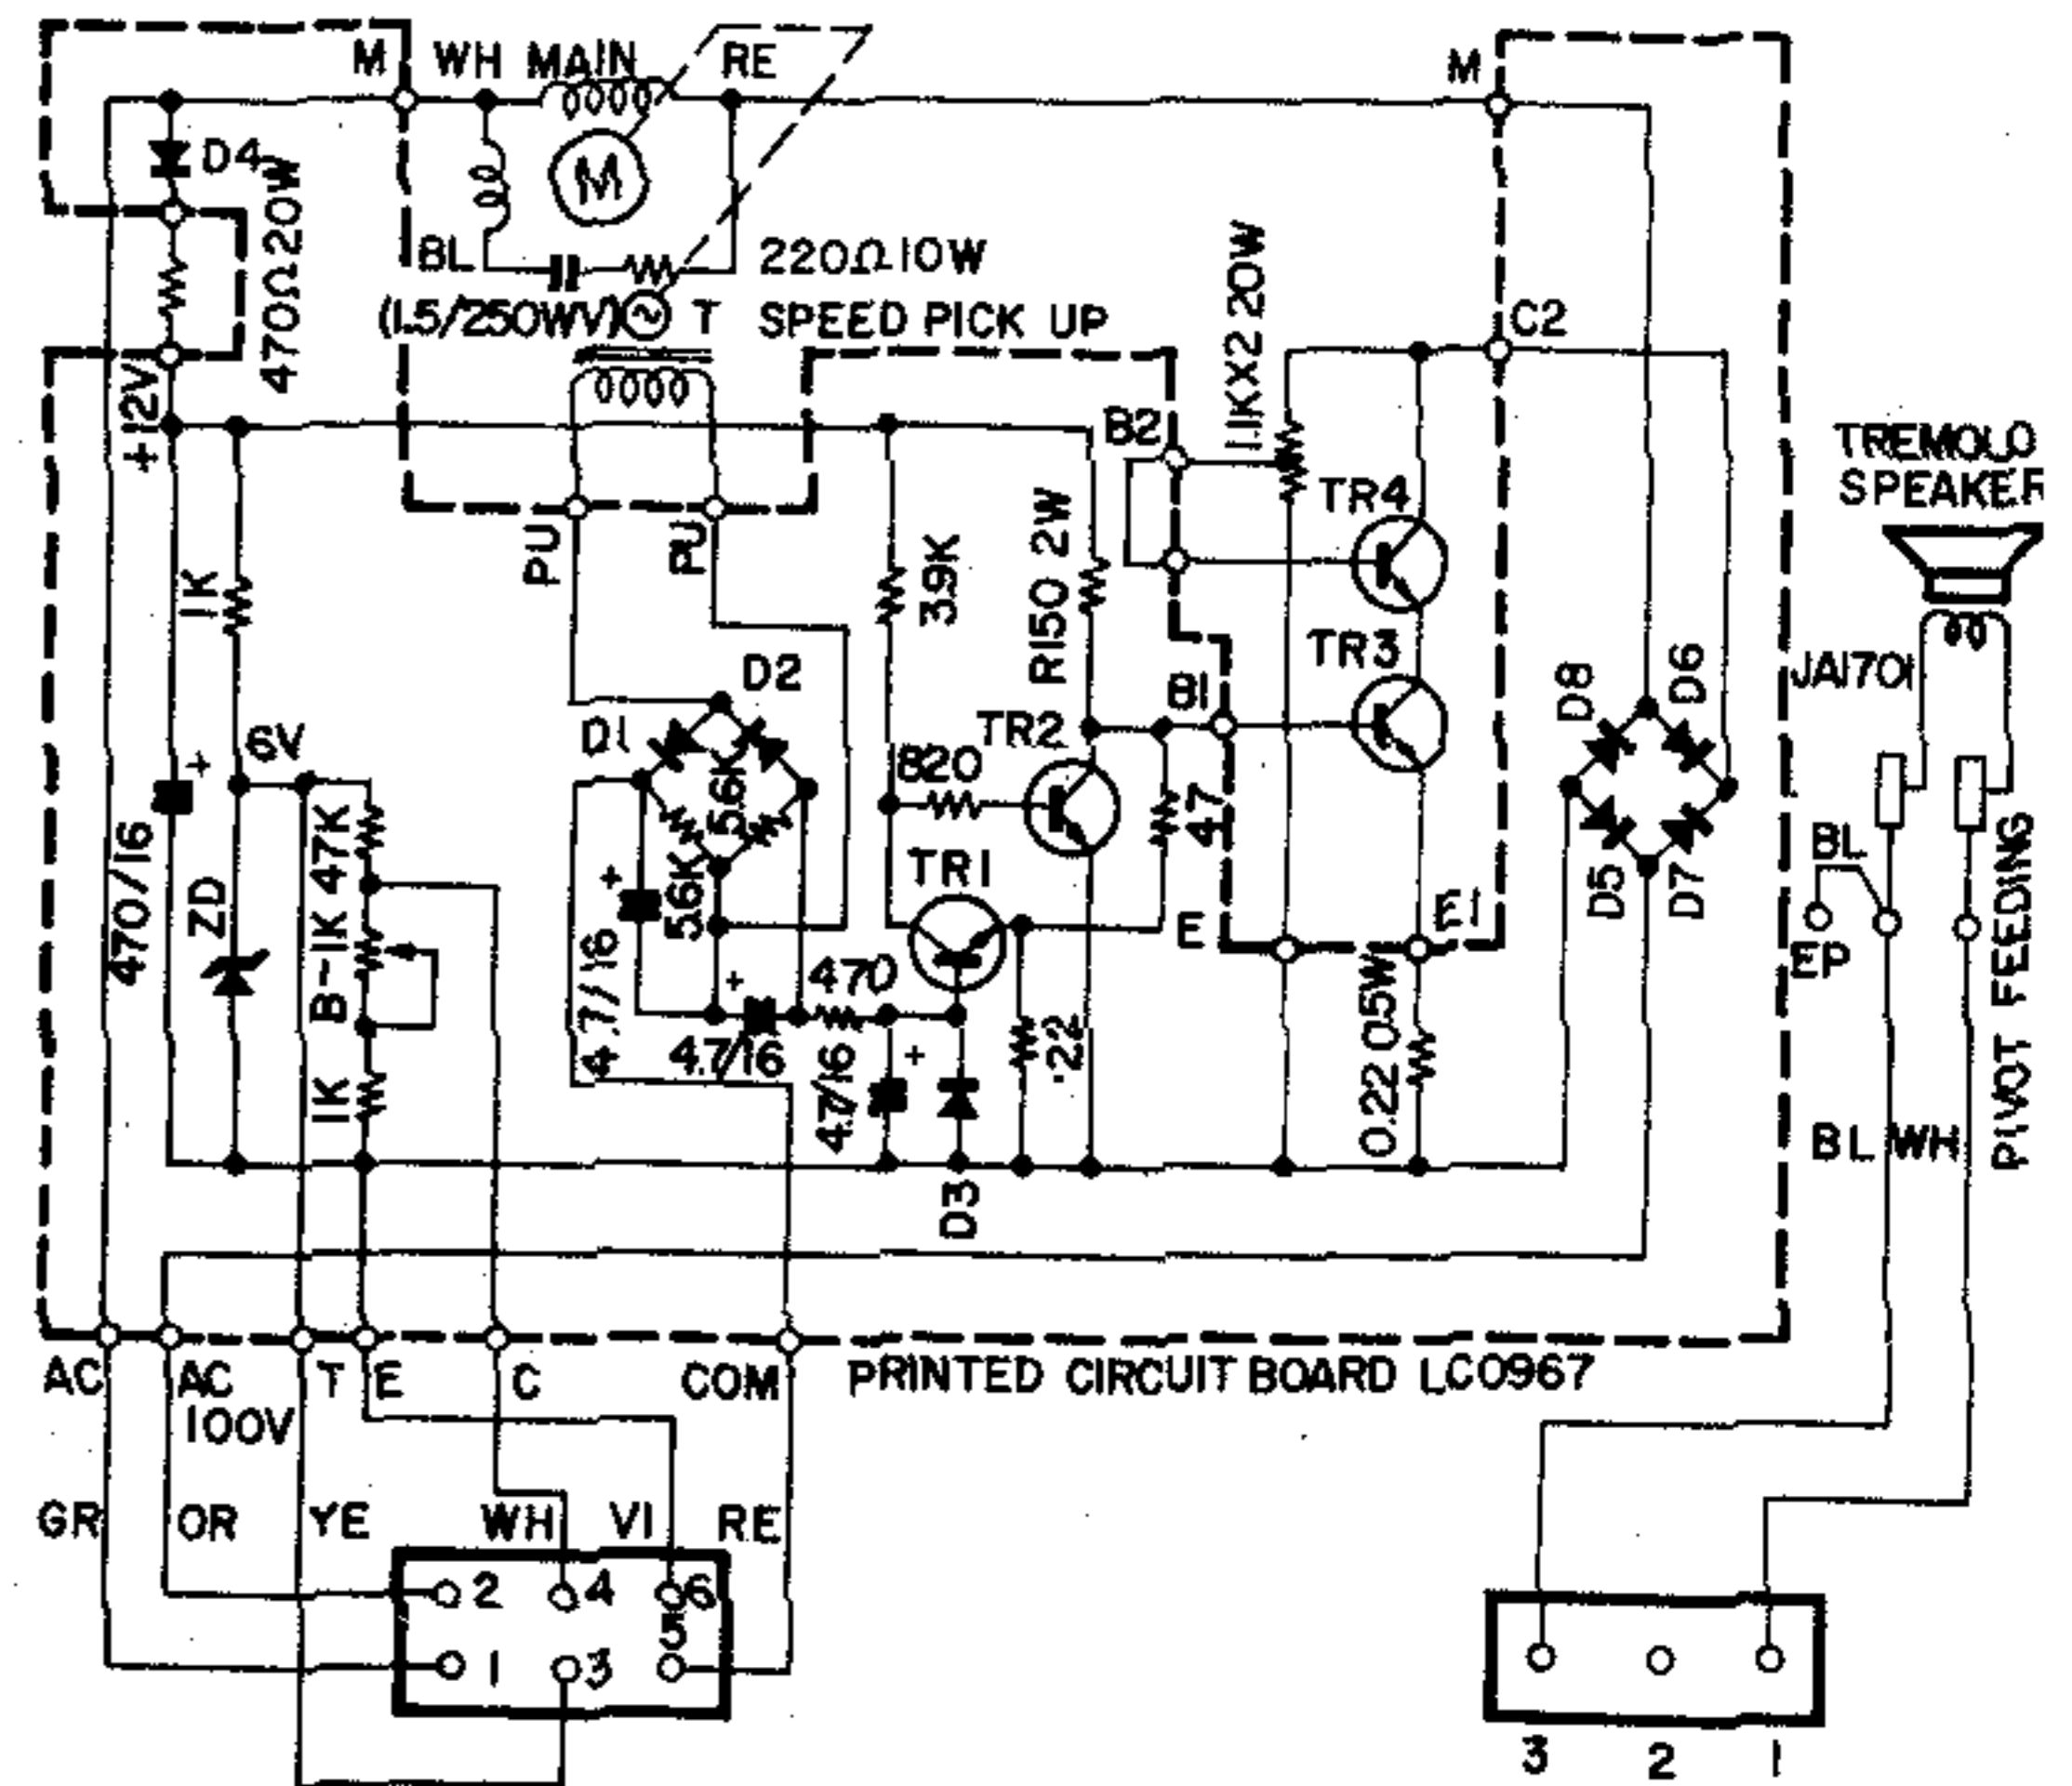 M WH MAIN RE M
D4
470Ω20W
M
BL 220Ω 10W
(1.5/250WV) T SPEED PICK UP
1.1KX2 20W
C2
+12V
B2
TREMOLO
SPEAKER
TR4
PU PU
3.9K
R150 2W
1K
TR3
D2
B1
D8 D6
JA1701
6V
D1
TR2
820
5.6K
47
470/16
ZD
47K
+
+
5.6K
TR1
E
E1
D5 D7
BL
EP
PIVOT FEEDING
B-1K
4.7/16
+
470
4.7/16
4.7/16
+
.22
0.22 05W
1K
D3
BL WH
AC AC T E C COM PRINTED CIRCUIT BOARD LC0967
100V
GR OR YE WH VI RE
2 4 6
5
1 3
3 2 1